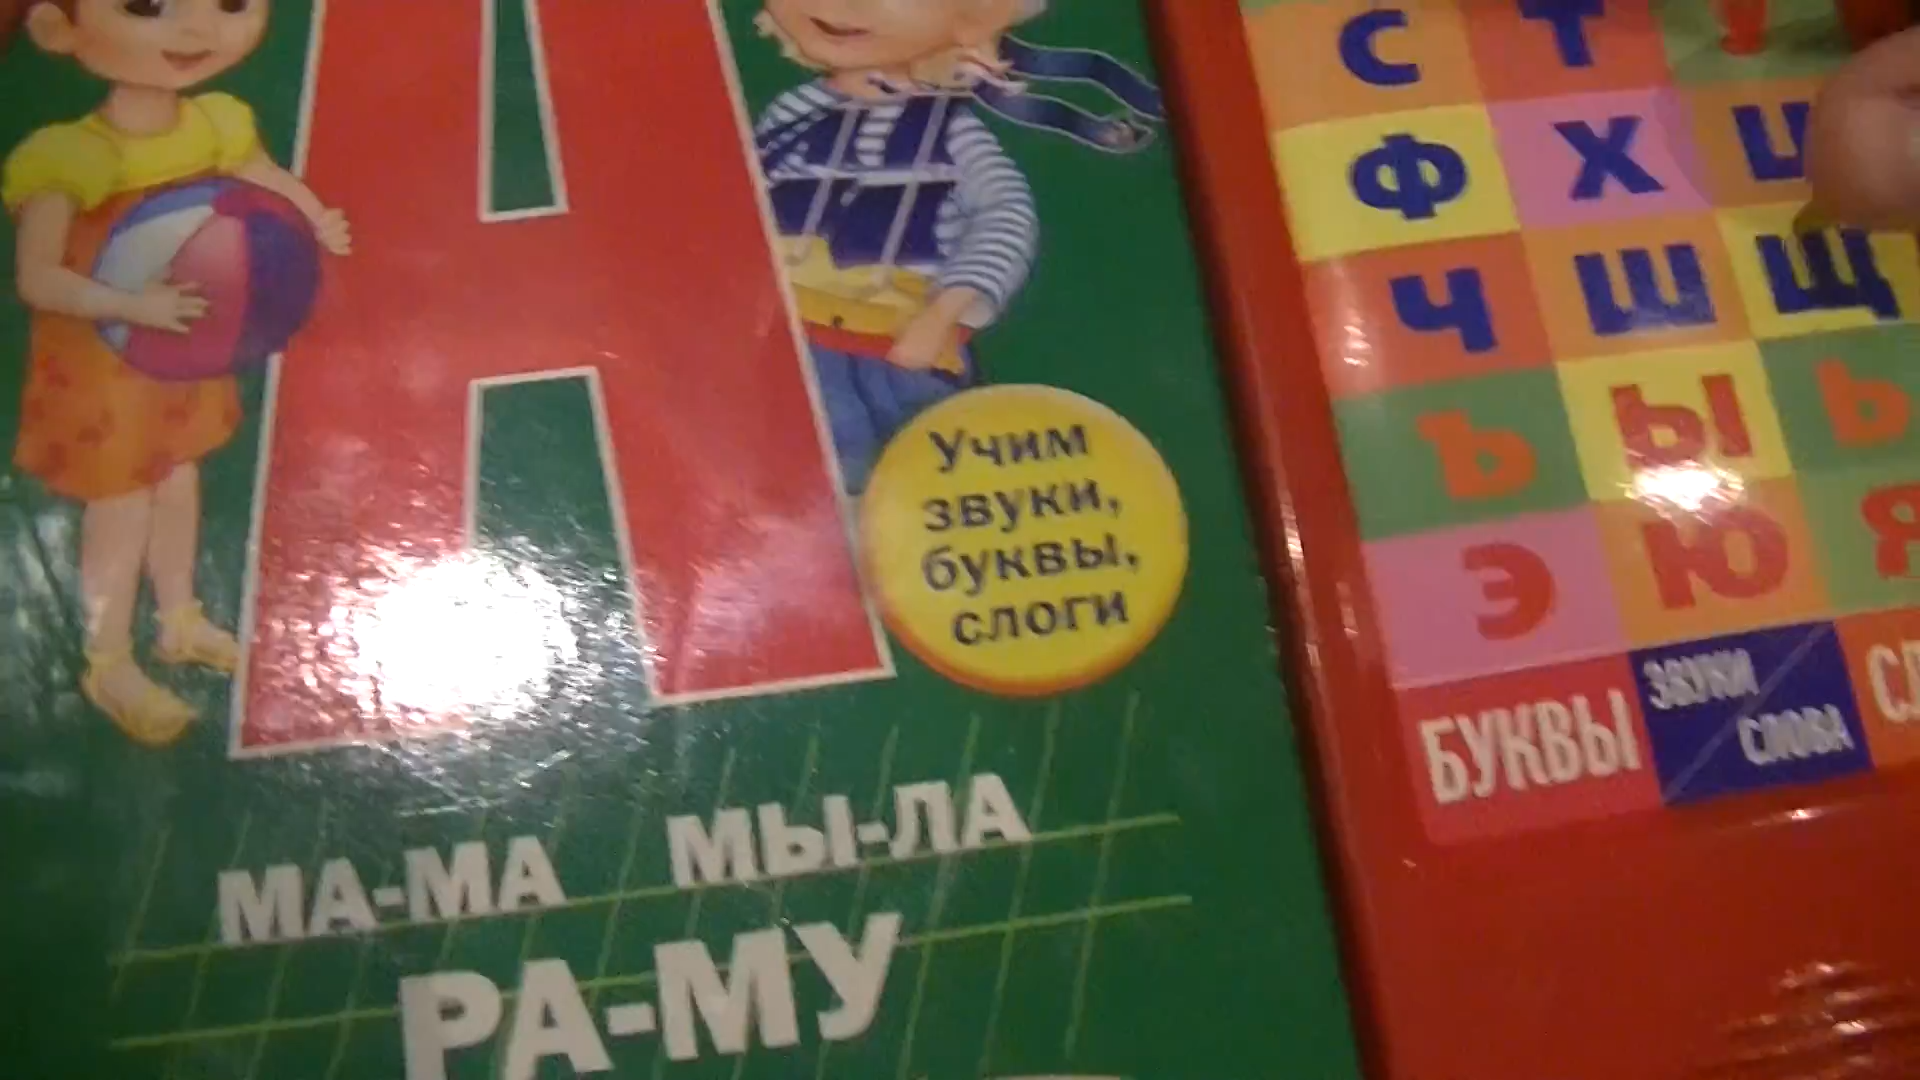 А
Учим
звуки,
буквы,
слоги
МА-МА МЫ-ЛА
РА-МУ
С Т
Ф Х Ц
Ч Ш Щ
Ъ Ы Ь
Э Ю Я
БУКВЫ
ЗВУКИ
СЛОВА